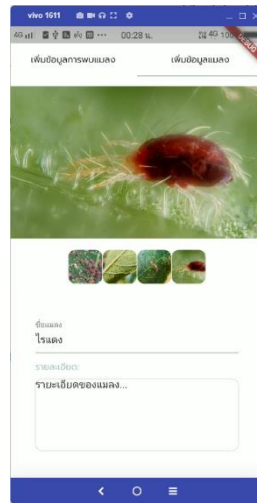 vivo 1611
4G 00:28 น. 4G
เพิ่มข้อมูลการพบแมลง เพิ่มข้อมูลแมลง
ชื่อแมลง
ไรแดง
รายละเอียด:
รายะเอียดของแมลง...